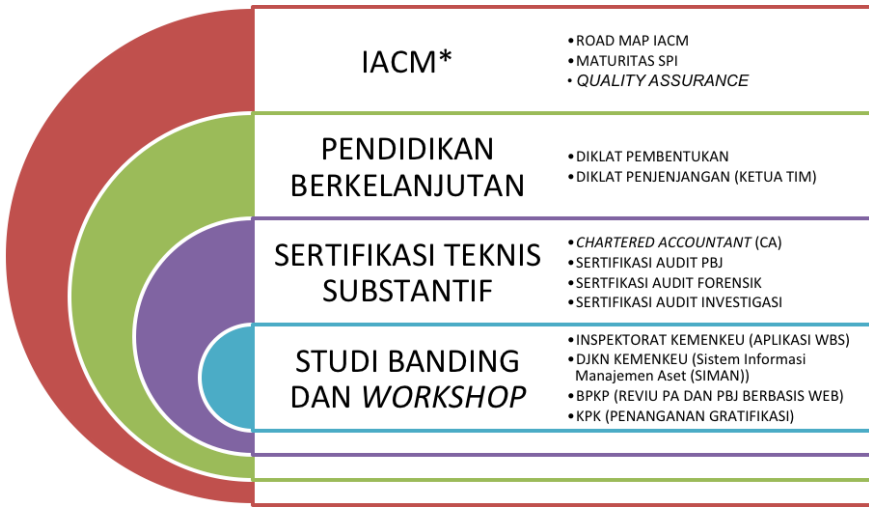 IACM*
•ROAD MAP IACM
•MATURITAS SPI
• QUALITY ASSURANCE
PENDIDIKAN
BERKELANJUTAN
•DIKLAT PEMBENTUKAN
•DIKLAT PENJENJANGAN (KETUA TIM)
SERTIFIKASI TEKNIS
SUBSTANTIF
•CHARTERED ACCOUNTANT (CA)
•SERTIFIKASI AUDIT PBJ
•SERTFIKASI AUDIT FORENSIK
•SERTIFIKASI AUDIT INVESTIGASI
STUDI BANDING
DAN WORKSHOP
•INSPEKTORAT KEMENKEU (APLIKASI WBS)
•DJKN KEMENKEU (Sistem Informasi
Manajemen Aset (SIMAN))
•BPKP (REVIU PA DAN PBJ BERBASIS WEB)
•KPK (PENANGANAN GRATIFIKASI)